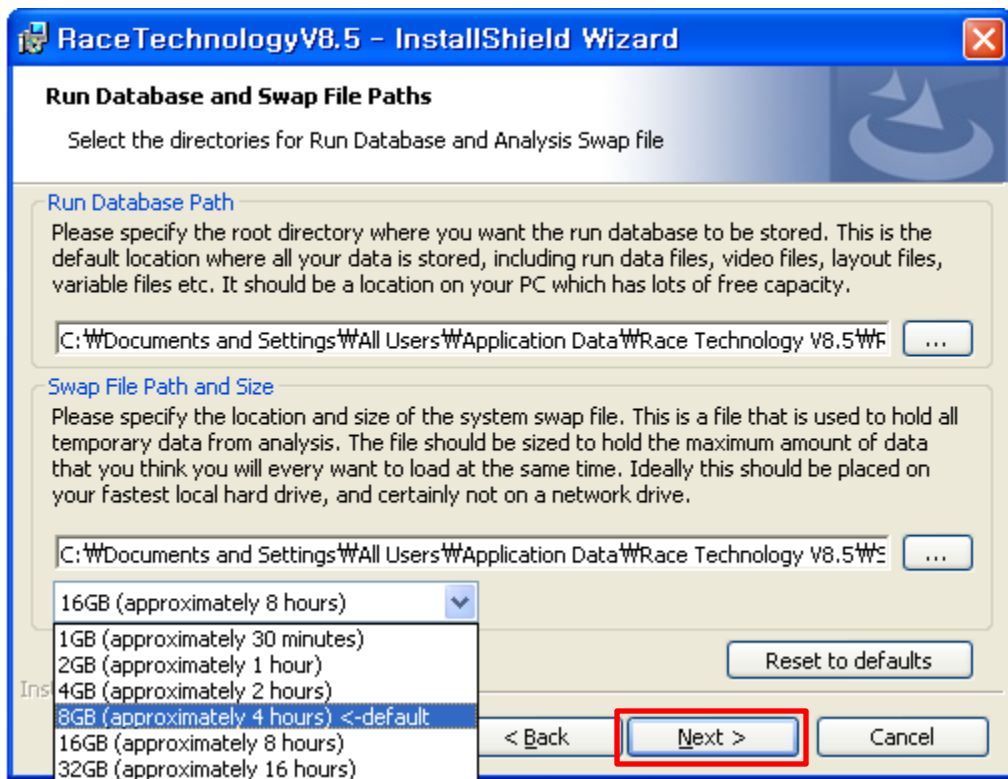 RaceTechnologyV8.5 - InstallShield Wizard
Run Database and Swap File Paths
Select the directories for Run Database and Analysis Swap file
Run Database Path
Please specify the root directory where you want the run database to be stored. This is the
default location where all your data is stored, including run data files, video files, layout files,
variable files etc. It should be a location on your PC which has lots of free capacity.
C:₩Documents and Settings₩All Users₩Application Data₩Race Technology V8.5₩
...
Swap File Path and Size
Please specify the location and size of the system swap file. This is a file that is used to hold all
temporary data from analysis. The file should be sized to hold the maximum amount of data
that you think you will every want to load at the same time. Ideally this should be placed on
your fastest local hard drive, and certainly not on a network drive.
C:₩Documents and Settings₩All Users₩Application Data₩Race Technology V8.5₩
...
16GB (approximately 8 hours)
1GB (approximately 30 minutes)
2GB (approximately 1 hour)
4GB (approximately 2 hours)
8GB (approximately 4 hours) <-default
16GB (approximately 8 hours)
32GB (approximately 16 hours)
Reset to defaults
Inst
< Back
Next >
Cancel